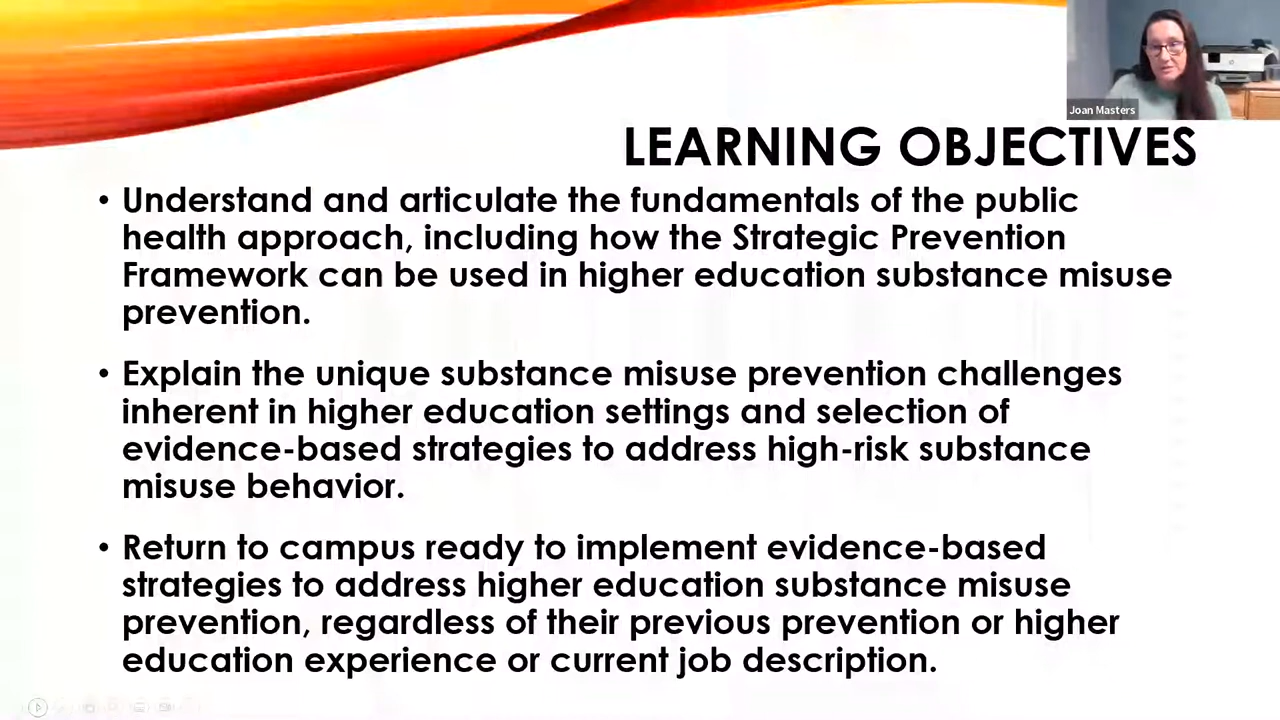 Joan Masters
LEARNING OBJECTIVES
• Understand and articulate the fundamentals of the public
health approach, including how the Strategic Prevention
Framework can be used in higher education substance misuse
prevention.
• Explain the unique substance misuse prevention challenges
inherent in higher education settings and selection of
evidence-based strategies to address high-risk substance
misuse behavior.
• Return to campus ready to implement evidence-based
strategies to address higher education substance misuse
prevention, regardless of their previous prevention or higher
education experience or current job description.